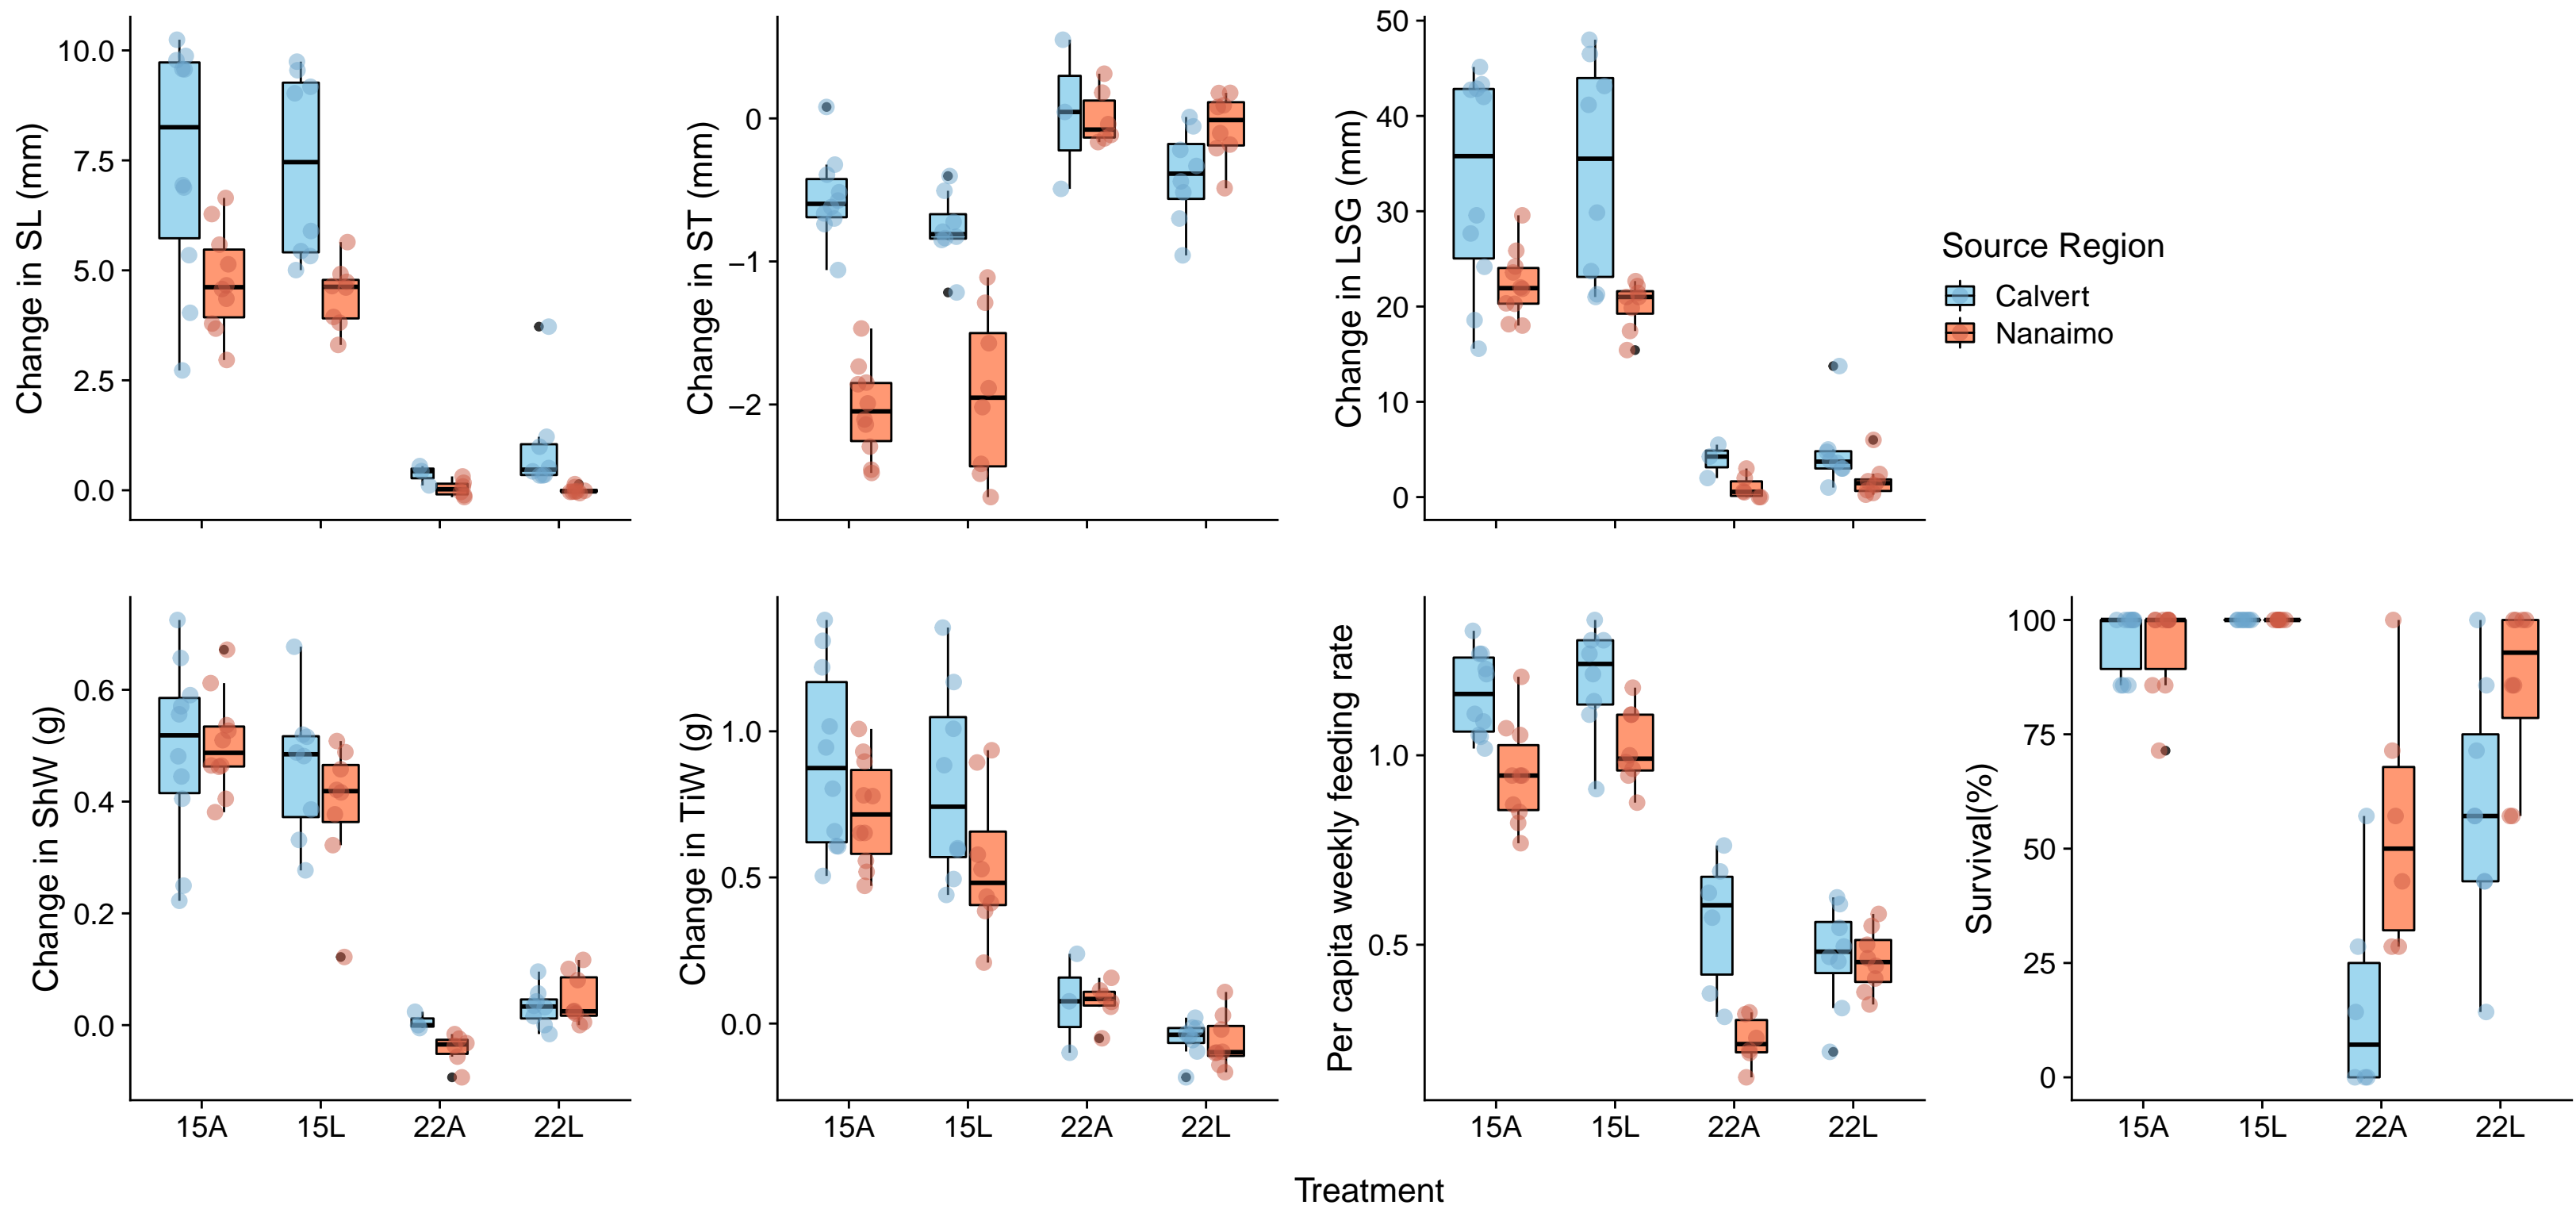 Change in SL (mm)
10.0
7.5
5.0
2.5
0.0
Change in ST (mm)
0
−1
−2
Change in LSG (mm)
50
40
30
20
10
0
Source Region
Calvert
Nanaimo
Change in ShW (g)
0.6
0.4
0.2
0.0
15A 15L 22A 22L
Change in TiW (g)
1.0
0.5
0.0
15A 15L 22A 22L
Per capita weekly feeding rate
1.0
0.5
15A 15L 22A 22L
Survival(%)
100
75
50
25
0
15A 15L 22A 22L
Treatment